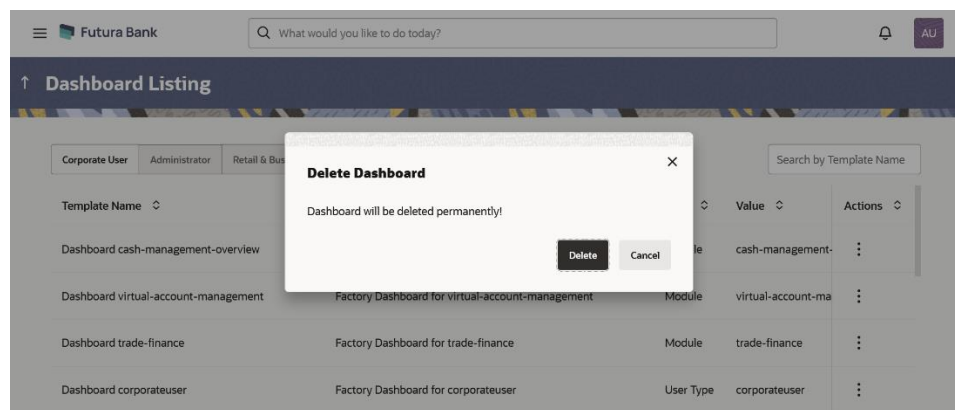 Futura Bank
What would you like to do today?
AU
Dashboard Listing
Corporate User
Administrator
Retail & Bus
Search by Template Name
Delete Dashboard
Dashboard will be deleted permanently!
Delete
Cancel
Template Name
Value
Actions
Dashboard cash-management-overview
le
cash-management-
Dashboard virtual-account-management
Factory Dashboard for virtual-account-management
Module
virtual-account-ma
Dashboard trade-finance
Factory Dashboard for trade-finance
Module
trade-finance
Dashboard corporateuser
Factory Dashboard for corporateuser
User Type
corporateuser